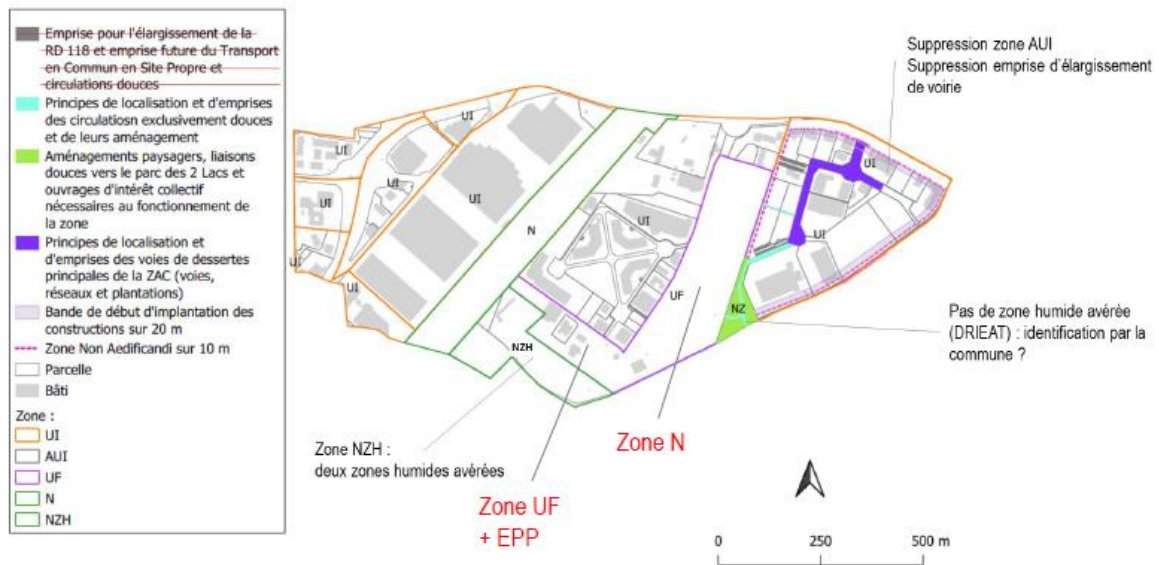 Emprise pour l'élargissement de la
RD 118 et emprise future du Transport
en Commun en Site Propre et
circulations douces
Principes de localisation et d'emprises
des circulatiosn exclusivement douces
et de leurs aménagement
Aménagements paysagers, liaisons
douces vers le parc des 2 Lacs et
ouvrages d'intérêt collectif
nécessaires au fonctionnement de
la zone
Principes de localisation et
d'emprises des voies de dessertes
principales de la ZAC (voies,
réseaux et plantations)
Bande de début d'implantation des
constructions sur 20 m
Zone Non Aedificandi sur 10 m
Parcelle
Bâti
Zone :
UI
AUI
UF
N
NZH
Suppression zone AUI
Suppression emprise d'élargissement
de voirie
UI
UI
UI
UI
UI
UI
UI
UI
N
UI
UI
UI
UF
NZ
NZH
Pas de zone humide avérée
(DRIEAT) : identification par la
commune ?
Zone NZH :
deux zones humides avérées
Zone N
Zone UF
+ EPP
0 250 500 m